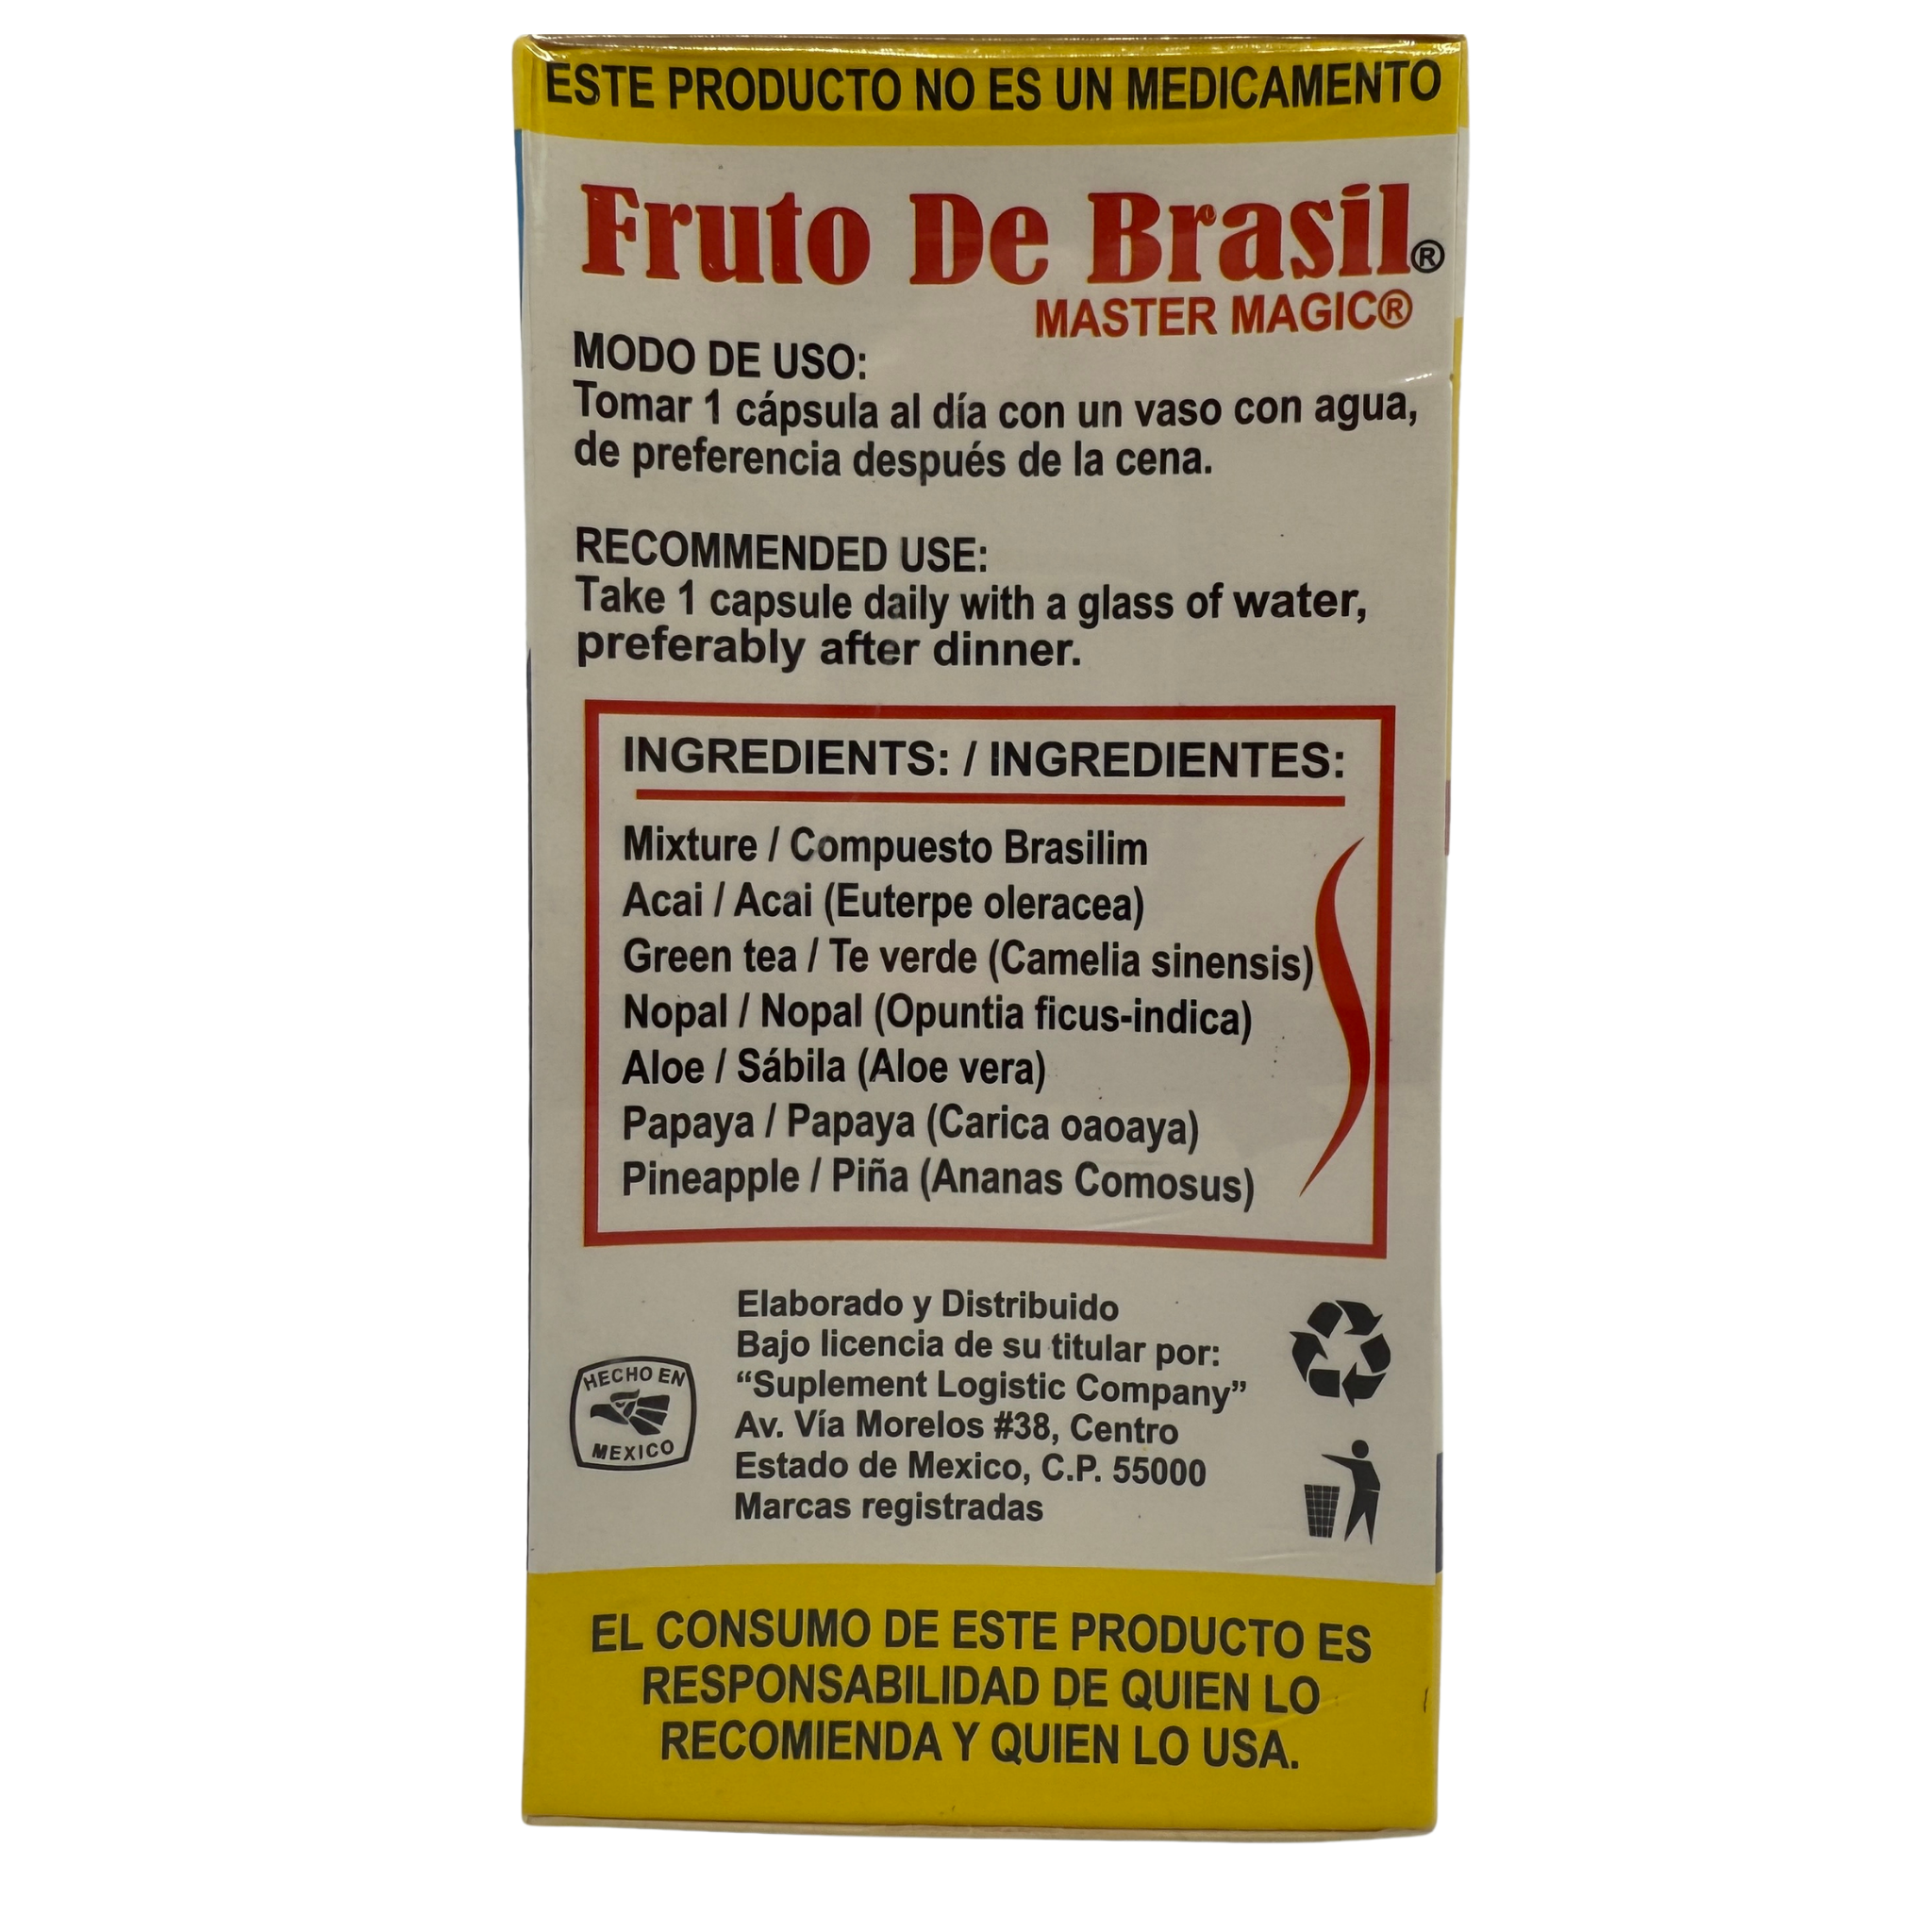 ESTE PRODUCTO NO ES UN MEDICAMENTO
Fruto De Brasil®
MASTER MAGIC®
MODO DE USO:
Tomar 1 cápsula al día con un vaso con agua,
de preferencia después de la cena.
RECOMMENDED USE:
Take 1 capsule daily with a glass of water,
preferably after dinner.
INGREDIENTS: / INGREDIENTES:
Mixture / Compuesto Brasilim
Acai / Acai (Euterpe oleracea)
Green tea / Te verde (Camelia sinensis)
Nopal / Nopal (Opuntia ficus-indica)
Aloe / Sábila (Aloe vera)
Papaya / Papaya (Carica oaoaya)
Pineapple / Piña (Ananas Comosus)
HECHO EN
MEXICO
Elaborado y Distribuido
Bajo licencia de su titular por:
“Suplement Logistic Company”
Av. Vía Morelos #38, Centro
Estado de Mexico, C.P. 55000
Marcas registradas
EL CONSUMO DE ESTE PRODUCTO ES
RESPONSABILIDAD DE QUIEN LO
RECOMIENDA Y QUIEN LO USA.